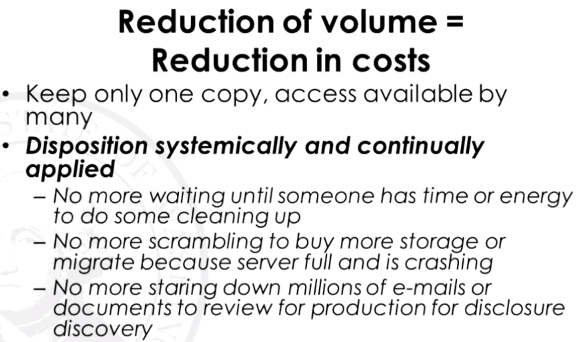 Reduction of volume =
Reduction in costs
• Keep only one copy, access available by
many
• Disposition systemically and continually
applied
– No more waiting until someone has time or energy
to do some cleaning up
– No more scrambling to buy more storage or
migrate because server full and is crashing
– No more staring down millions of e-mails or
documents to review for production for disclosure
discovery